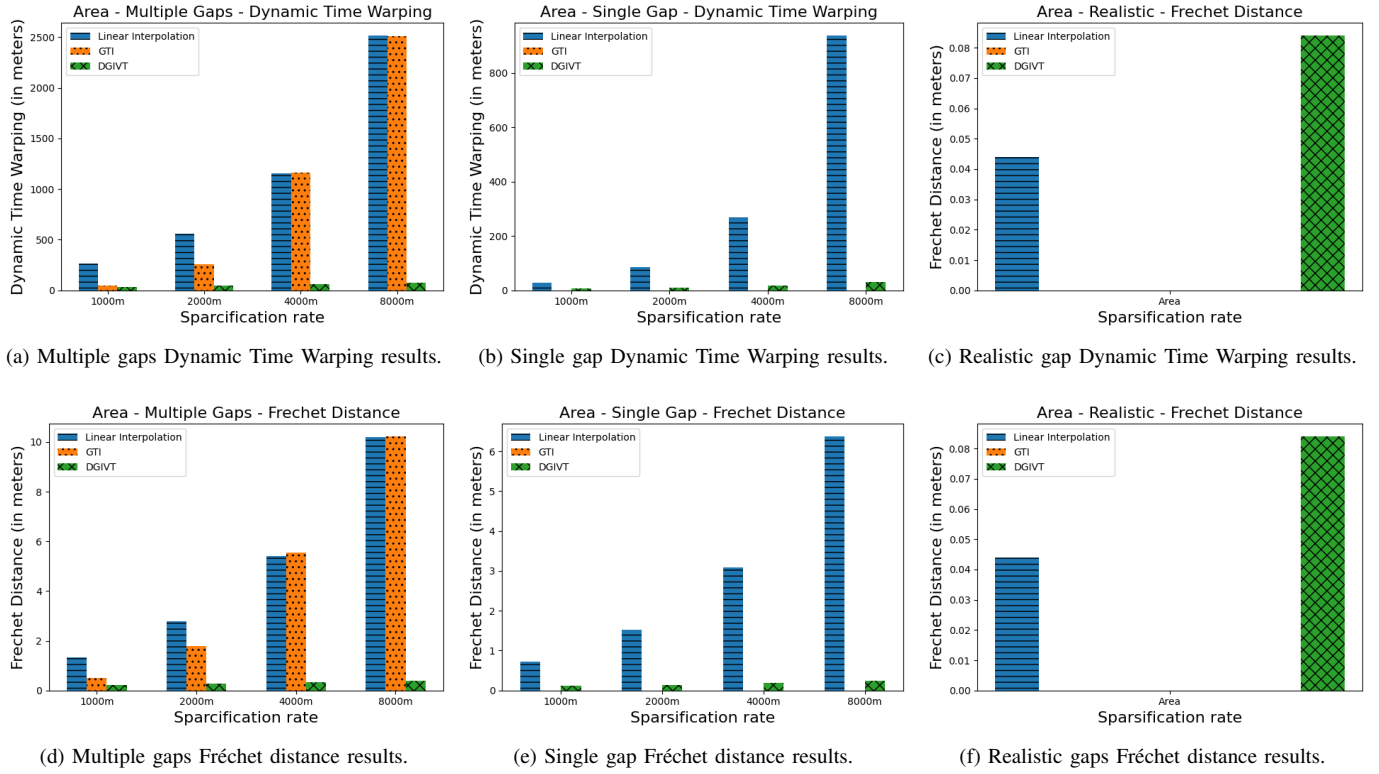 Area - Multiple Gaps - Dynamic Time Warping
Dynamic Time Warping (in meters)
2500
2000
1500
1000
500
0
Linear Interpolation
GTI
DGIVT
1000m
2000m
4000m
8000m
Sparcification rate
(a) Multiple gaps Dynamic Time Warping results.
Area - Single Gap - Dynamic Time Warping
Dynamic Time Warping (in meters)
800
600
400
200
0
Linear Interpolation
GTI
DGIVT
1000m
2000m
4000m
8000m
Sparsification rate
(b) Single gap Dynamic Time Warping results.
Area - Realistic - Frechet Distance
Frechet Distance (in meters)
0.08
0.07
0.06
0.05
0.04
0.03
0.02
0.01
0.00
Linear Interpolation
GTI
DGIVT
Area
Sparsification rate
(c) Realistic gap Dynamic Time Warping results.
Area - Multiple Gaps - Frechet Distance
Frechet Distance (in meters)
10
8
6
4
2
0
Linear Interpolation
GTI
DGIVT
1000m
2000m
4000m
8000m
Sparcification rate
(d) Multiple gaps Fréchet distance results.
Area - Single Gap - Frechet Distance
Frechet Distance (in meters)
6
5
4
3
2
1
0
Linear Interpolation
GTI
DGIVT
1000m
2000m
4000m
8000m
Sparsification rate
(e) Single gap Fréchet distance results.
Area - Realistic - Frechet Distance
Frechet Distance (in meters)
0.08
0.07
0.06
0.05
0.04
0.03
0.02
0.01
0.00
Linear Interpolation
GTI
DGIVT
Area
Sparsification rate
(f) Realistic gaps Fréchet distance results.